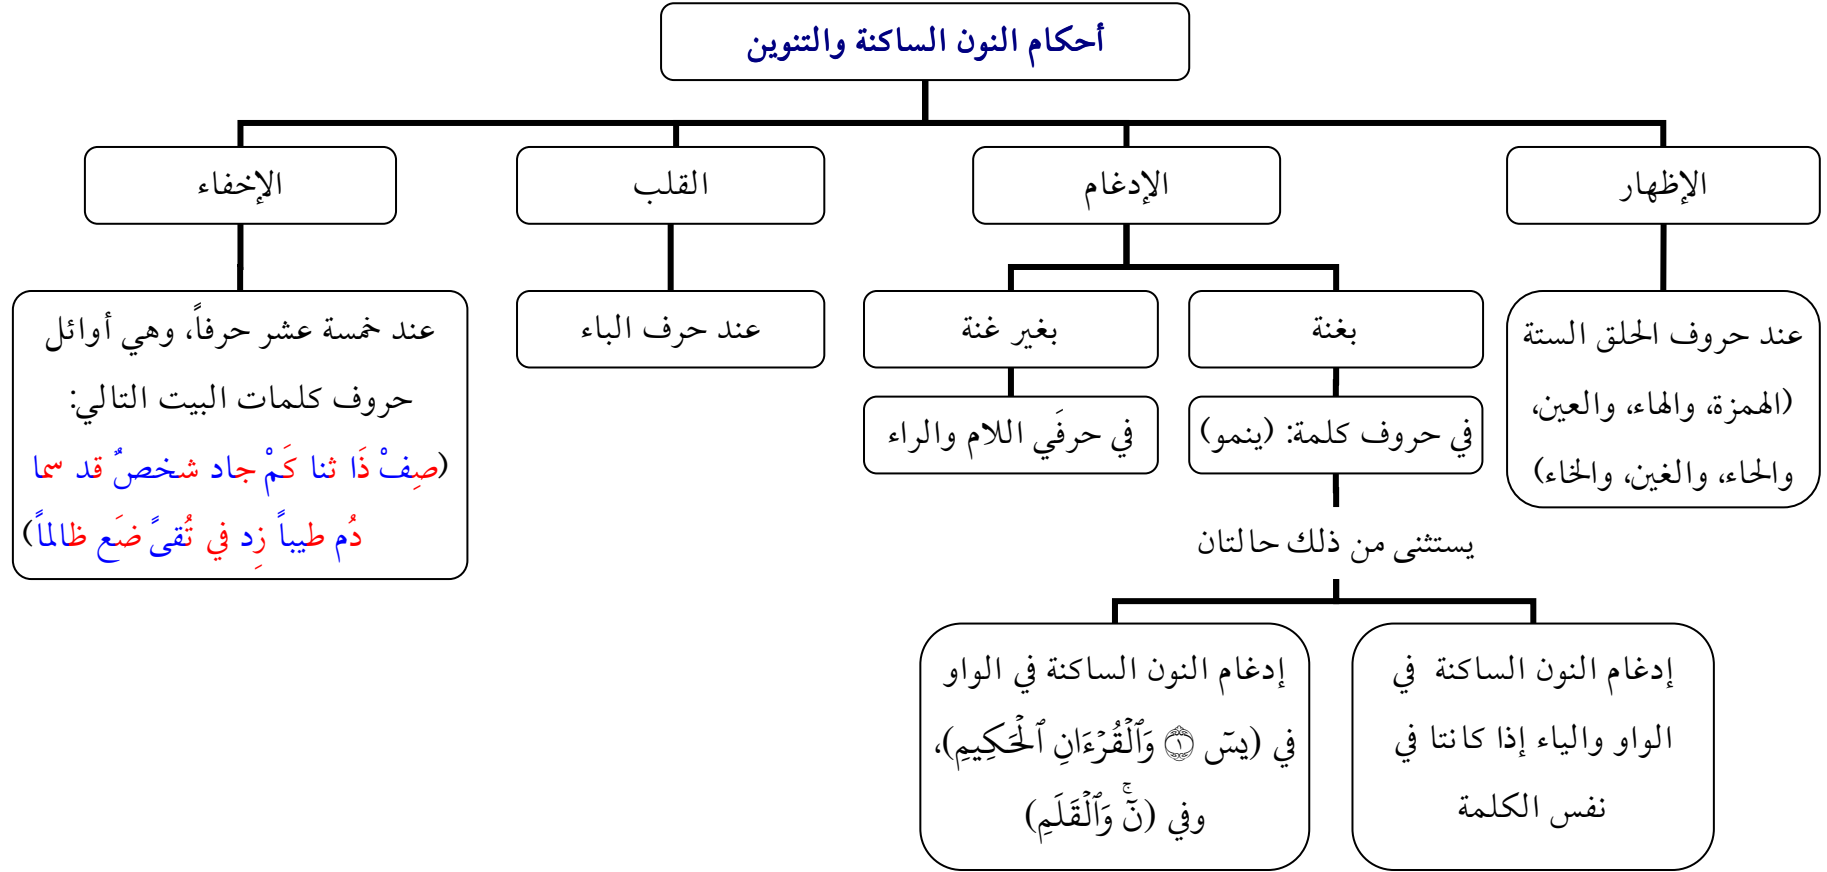 أحكام النون الساكنة والتنوين
الإظهار
الإدغام
القلب
الإخفاء
عند حروف الحلق الستة
(الهمزة، والهاء، والعين،
والحاء، والغين، والخاء)
بغنة
بغير غنة
في حروف كلمة: (ينمو)
في حرفَي اللام والراء
يستثنى من ذلك حالتان
إدغام النون الساكنة في
الواو والياء إذا كانتا في
نفس الكلمة
إدغام النون الساكنة في الواو
في (يسٓ ۝١ وَٱلۡقُرۡءَانِ ٱلۡحَكِيمِ)،
وفي (نٓۚ وَٱلۡقَلَمِ)
عند حرف الباء
عند خمسة عشر حرفاً، وهي أوائل
حروف كلمات البيت التالي:
(صِفْ ذَا ثنا كَمْ جاد شخصٌ قد سما
دُم طيباً زِد في تُقىً ضَع ظالماً)